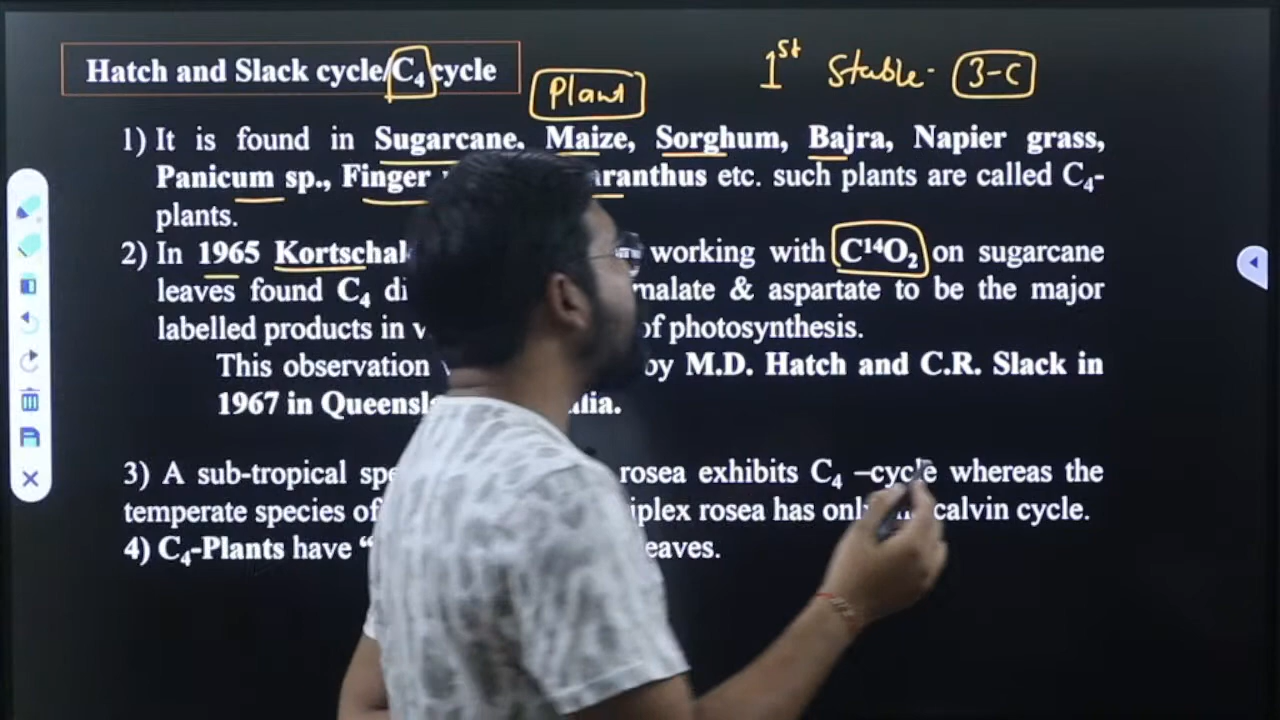 Hatch and Slack cycle/C₄ cycle
Plant
1st Stable- 3-C
1) It is found in Sugarcane, Maize, Sorghum, Bajra, Napier grass,
Panicum sp., Finger aranthus etc. such plants are called C₄-
plants.
2) In 1965 Kortschak working with C¹⁴O₂ on sugarcane
leaves found C₄ di malate & aspartate to be the major
labelled products in of photosynthesis.
This observation by M.D. Hatch and C.R. Slack in
1967 in Queensl alia.
3) A sub-tropical spe rosea exhibits C₄ –cycle whereas the
temperate species of iplex rosea has only calvin cycle.
4) C₄-Plants have “ eaves.